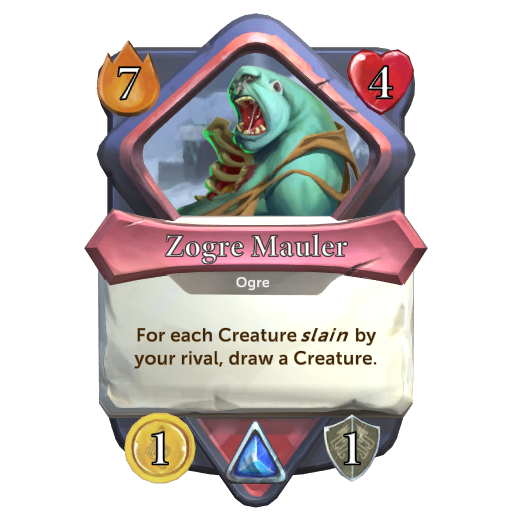 7
4
Zogre Mauler
Ogre
For each Creature slain by
your rival, draw a Creature.
1
1